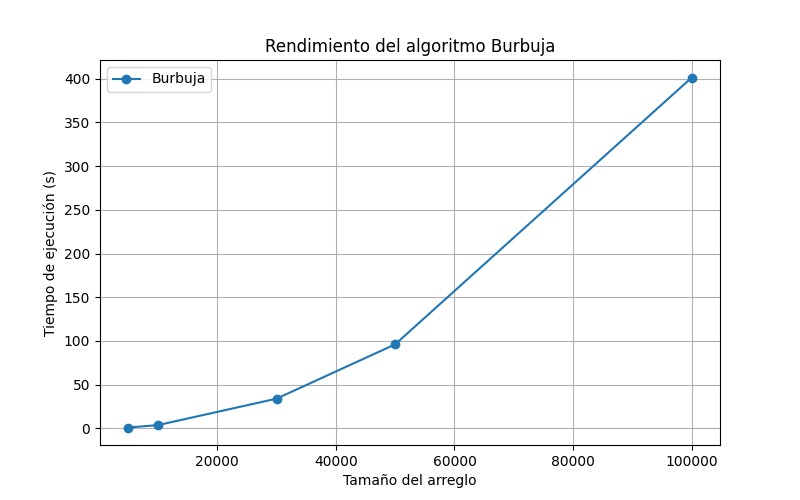 Rendimiento del algoritmo Burbuja
Burbuja
Tiempo de ejecución (s)
400
350
300
250
200
150
100
50
0
20000 40000 60000 80000 100000
Tamaño del arreglo